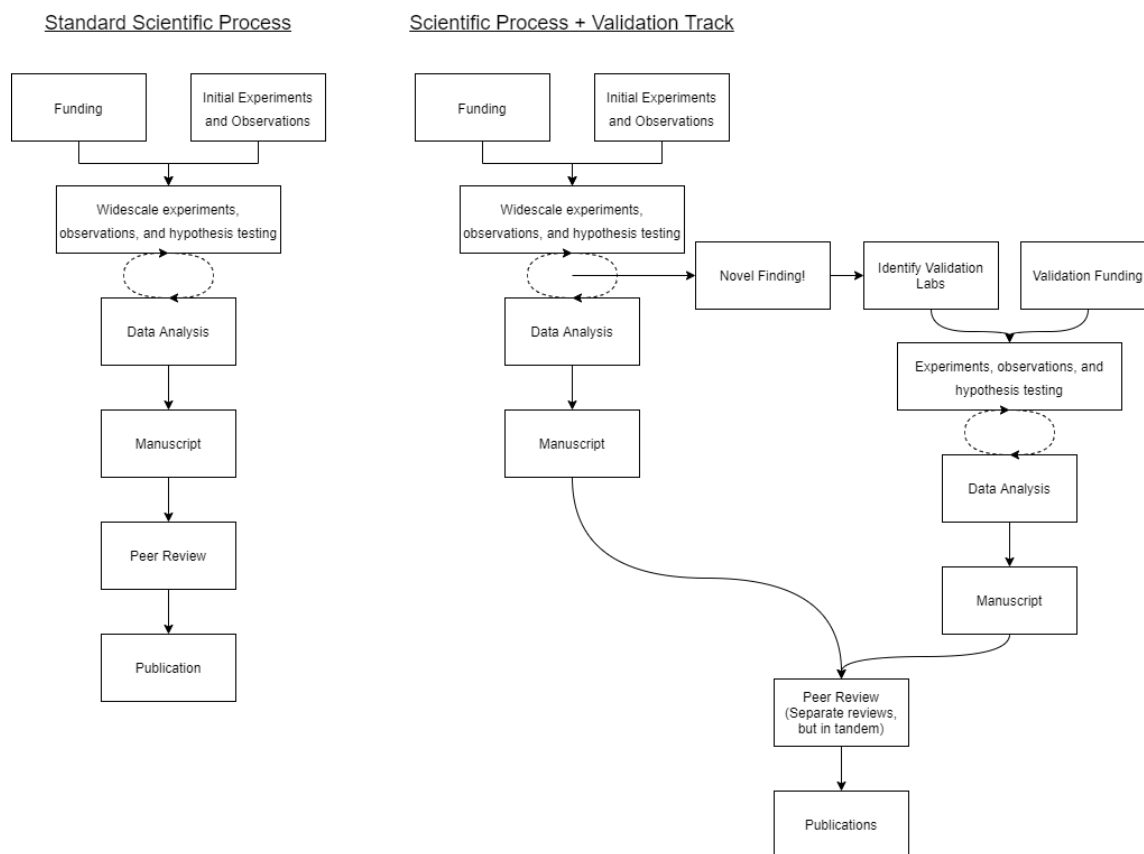 Standard Scientific Process
Funding
Initial Experiments
and Observations
Widescale experiments,
observations, and hypothesis testing
Data Analysis
Manuscript
Peer Review
Publication
Scientific Process + Validation Track
Funding
Initial Experiments
and Observations
Widescale experiments,
observations, and hypothesis testing
Novel Finding!
Identify Validation
Labs
Validation Funding
Data Analysis
Manuscript
Experiments, observations, and
hypothesis testing
Data Analysis
Manuscript
Peer Review
(Separate reviews,
but in tandem)
Publications